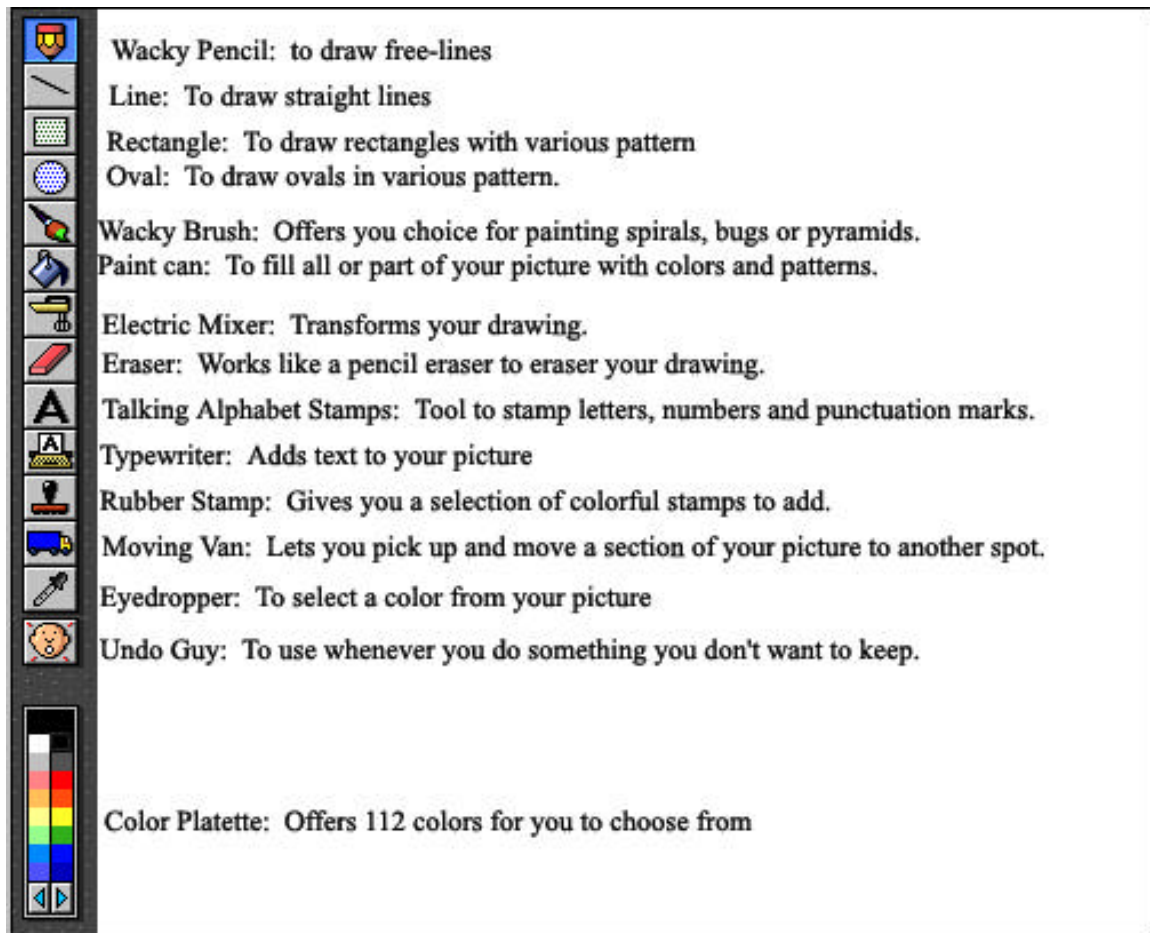 Wacky Pencil: to draw free-lines
Line: To draw straight lines
Rectangle: To draw rectangles with various pattern
Oval: To draw ovals in various pattern.
Wacky Brush: Offers you choice for painting spirals, bugs or pyramids.
Paint can: To fill all or part of your picture with colors and patterns.
Electric Mixer: Transforms your drawing.
Eraser: Works like a pencil eraser to eraser your drawing.
A Talking Alphabet Stamps: Tool to stamp letters, numbers and punctuation marks.
A Typewriter: Adds text to your picture
Rubber Stamp: Gives you a selection of colorful stamps to add.
Moving Van: Lets you pick up and move a section of your picture to another spot.
Eyedropper: To select a color from your picture
Undo Guy: To use whenever you do something you don't want to keep.
Color Platette: Offers 112 colors for you to choose from